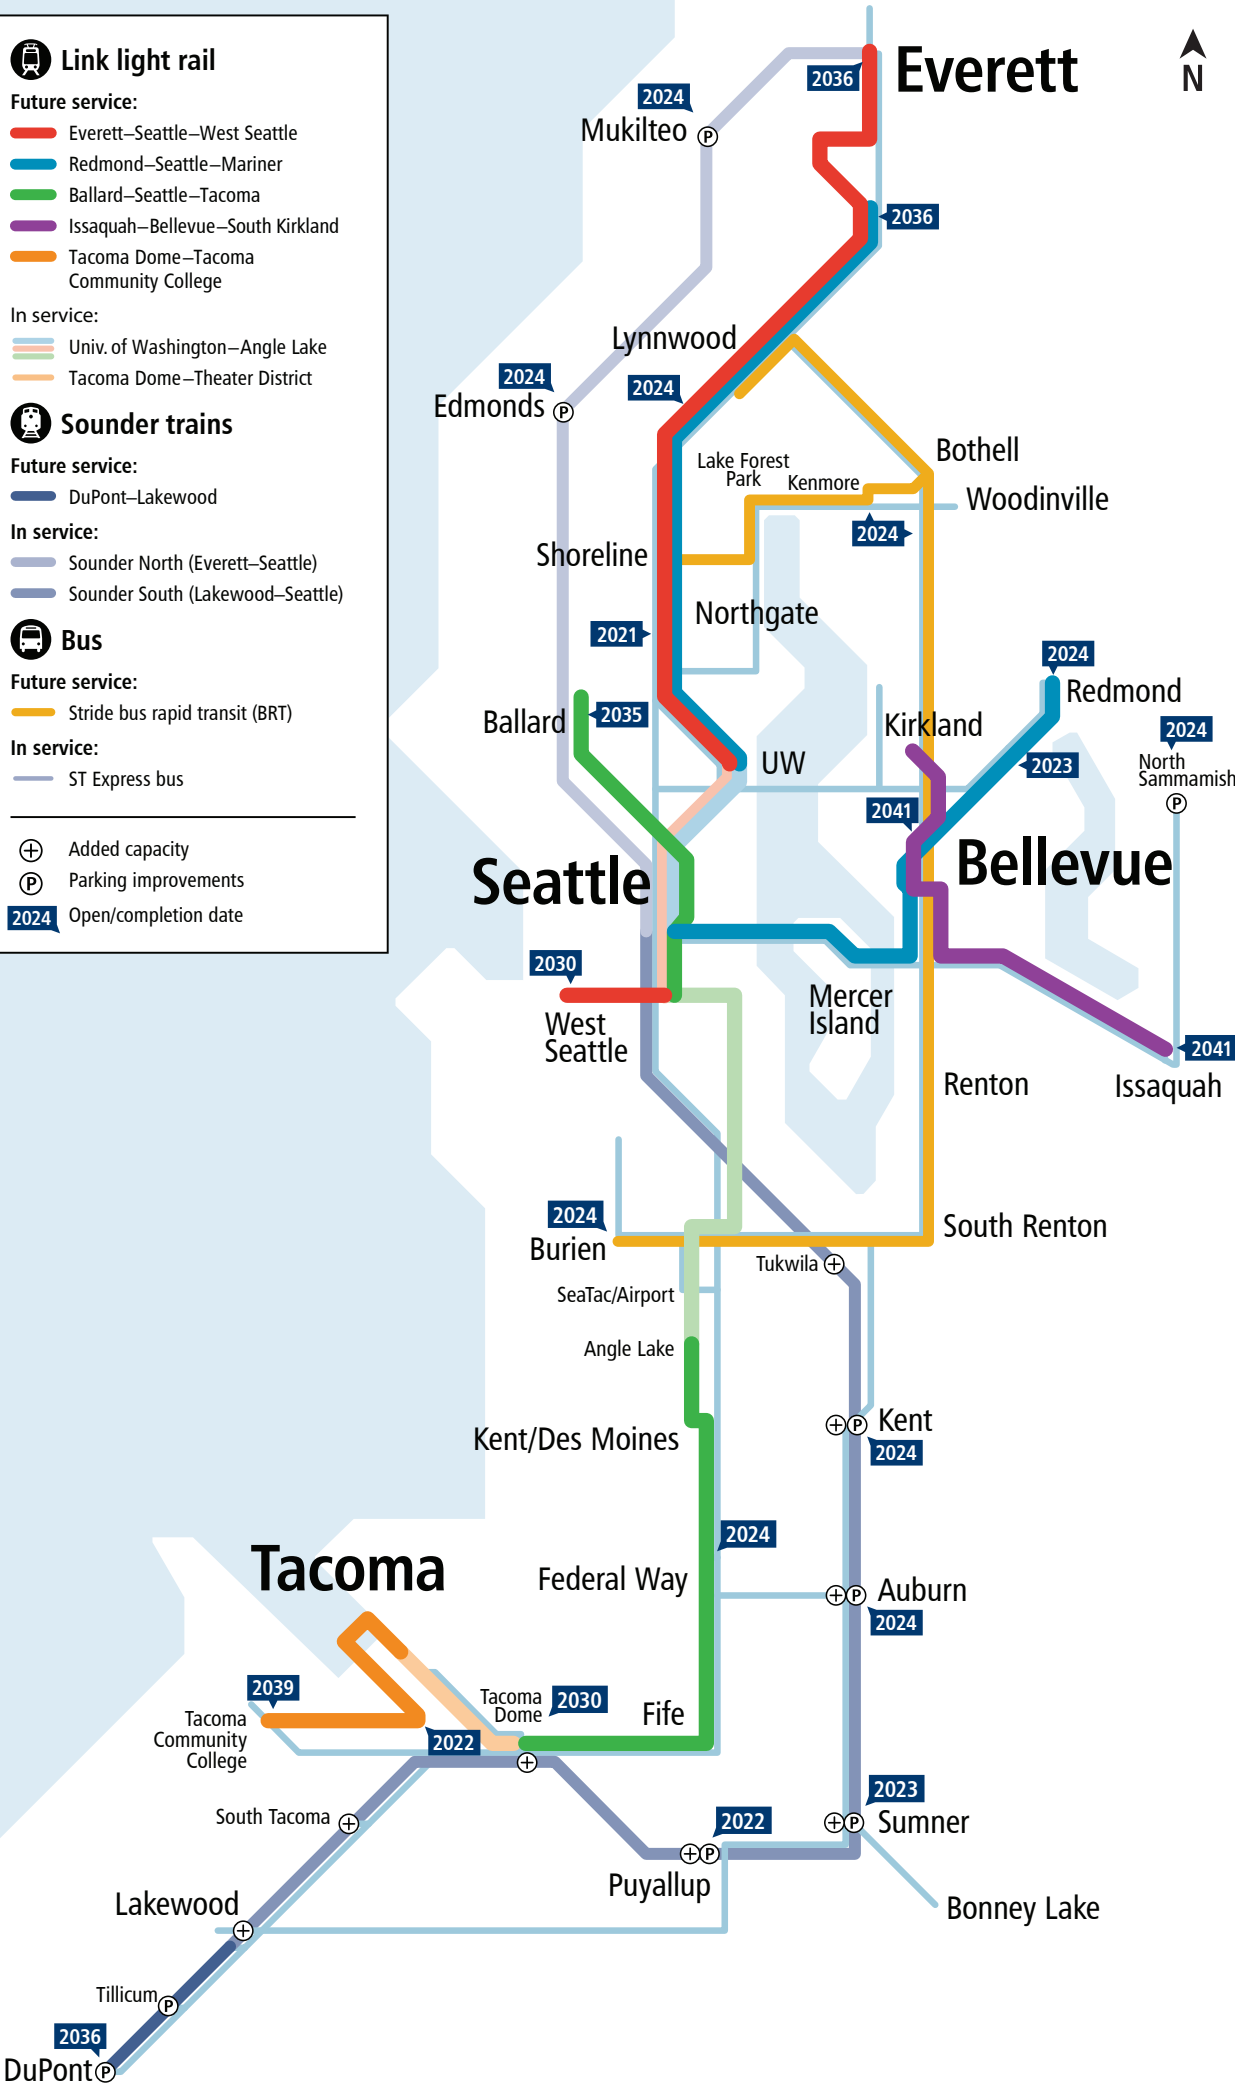 Link light rail
Future service:
Everett–Seattle–West Seattle
Redmond–Seattle–Mariner
Ballard–Seattle–Tacoma
Issaquah–Bellevue–South Kirkland
Tacoma Dome–Tacoma
Community College
In service:
Univ. of Washington–Angle Lake
Tacoma Dome–Theater District
Sounder trains
Future service:
DuPont–Lakewood
In service:
Sounder North (Everett–Seattle)
Sounder South (Lakewood–Seattle)
Bus
Future service:
Stride bus rapid transit (BRT)
In service:
ST Express bus
Added capacity
P
Parking improvements
2024
Open/completion date
N
Everett
2036
2024
Mukilteo
P
2036
Lynnwood
2024
2024
Edmonds
P
Bothell
Lake Forest
Park
Kenmore
Woodinville
2024
Shoreline
Northgate
2021
2024
Redmond
Ballard
2035
Kirkland
2024
North
Sammamish
P
UW
2023
2041
Seattle
Bellevue
2030
West
Seattle
Mercer
Island
2041
Issaquah
Renton
2024
Burien
South Renton
Tukwila
SeaTac/Airport
Angle Lake
Kent/Des Moines
P
Kent
2024
2024
Federal Way
P
Auburn
2024
Tacoma
2039
Tacoma
Community
College
2022
Tacoma
Dome
2030
Fife
2023
P
Sumner
South Tacoma
2022
P
Puyallup
Lakewood
Bonney Lake
Tillicum
P
2036
DuPont
P